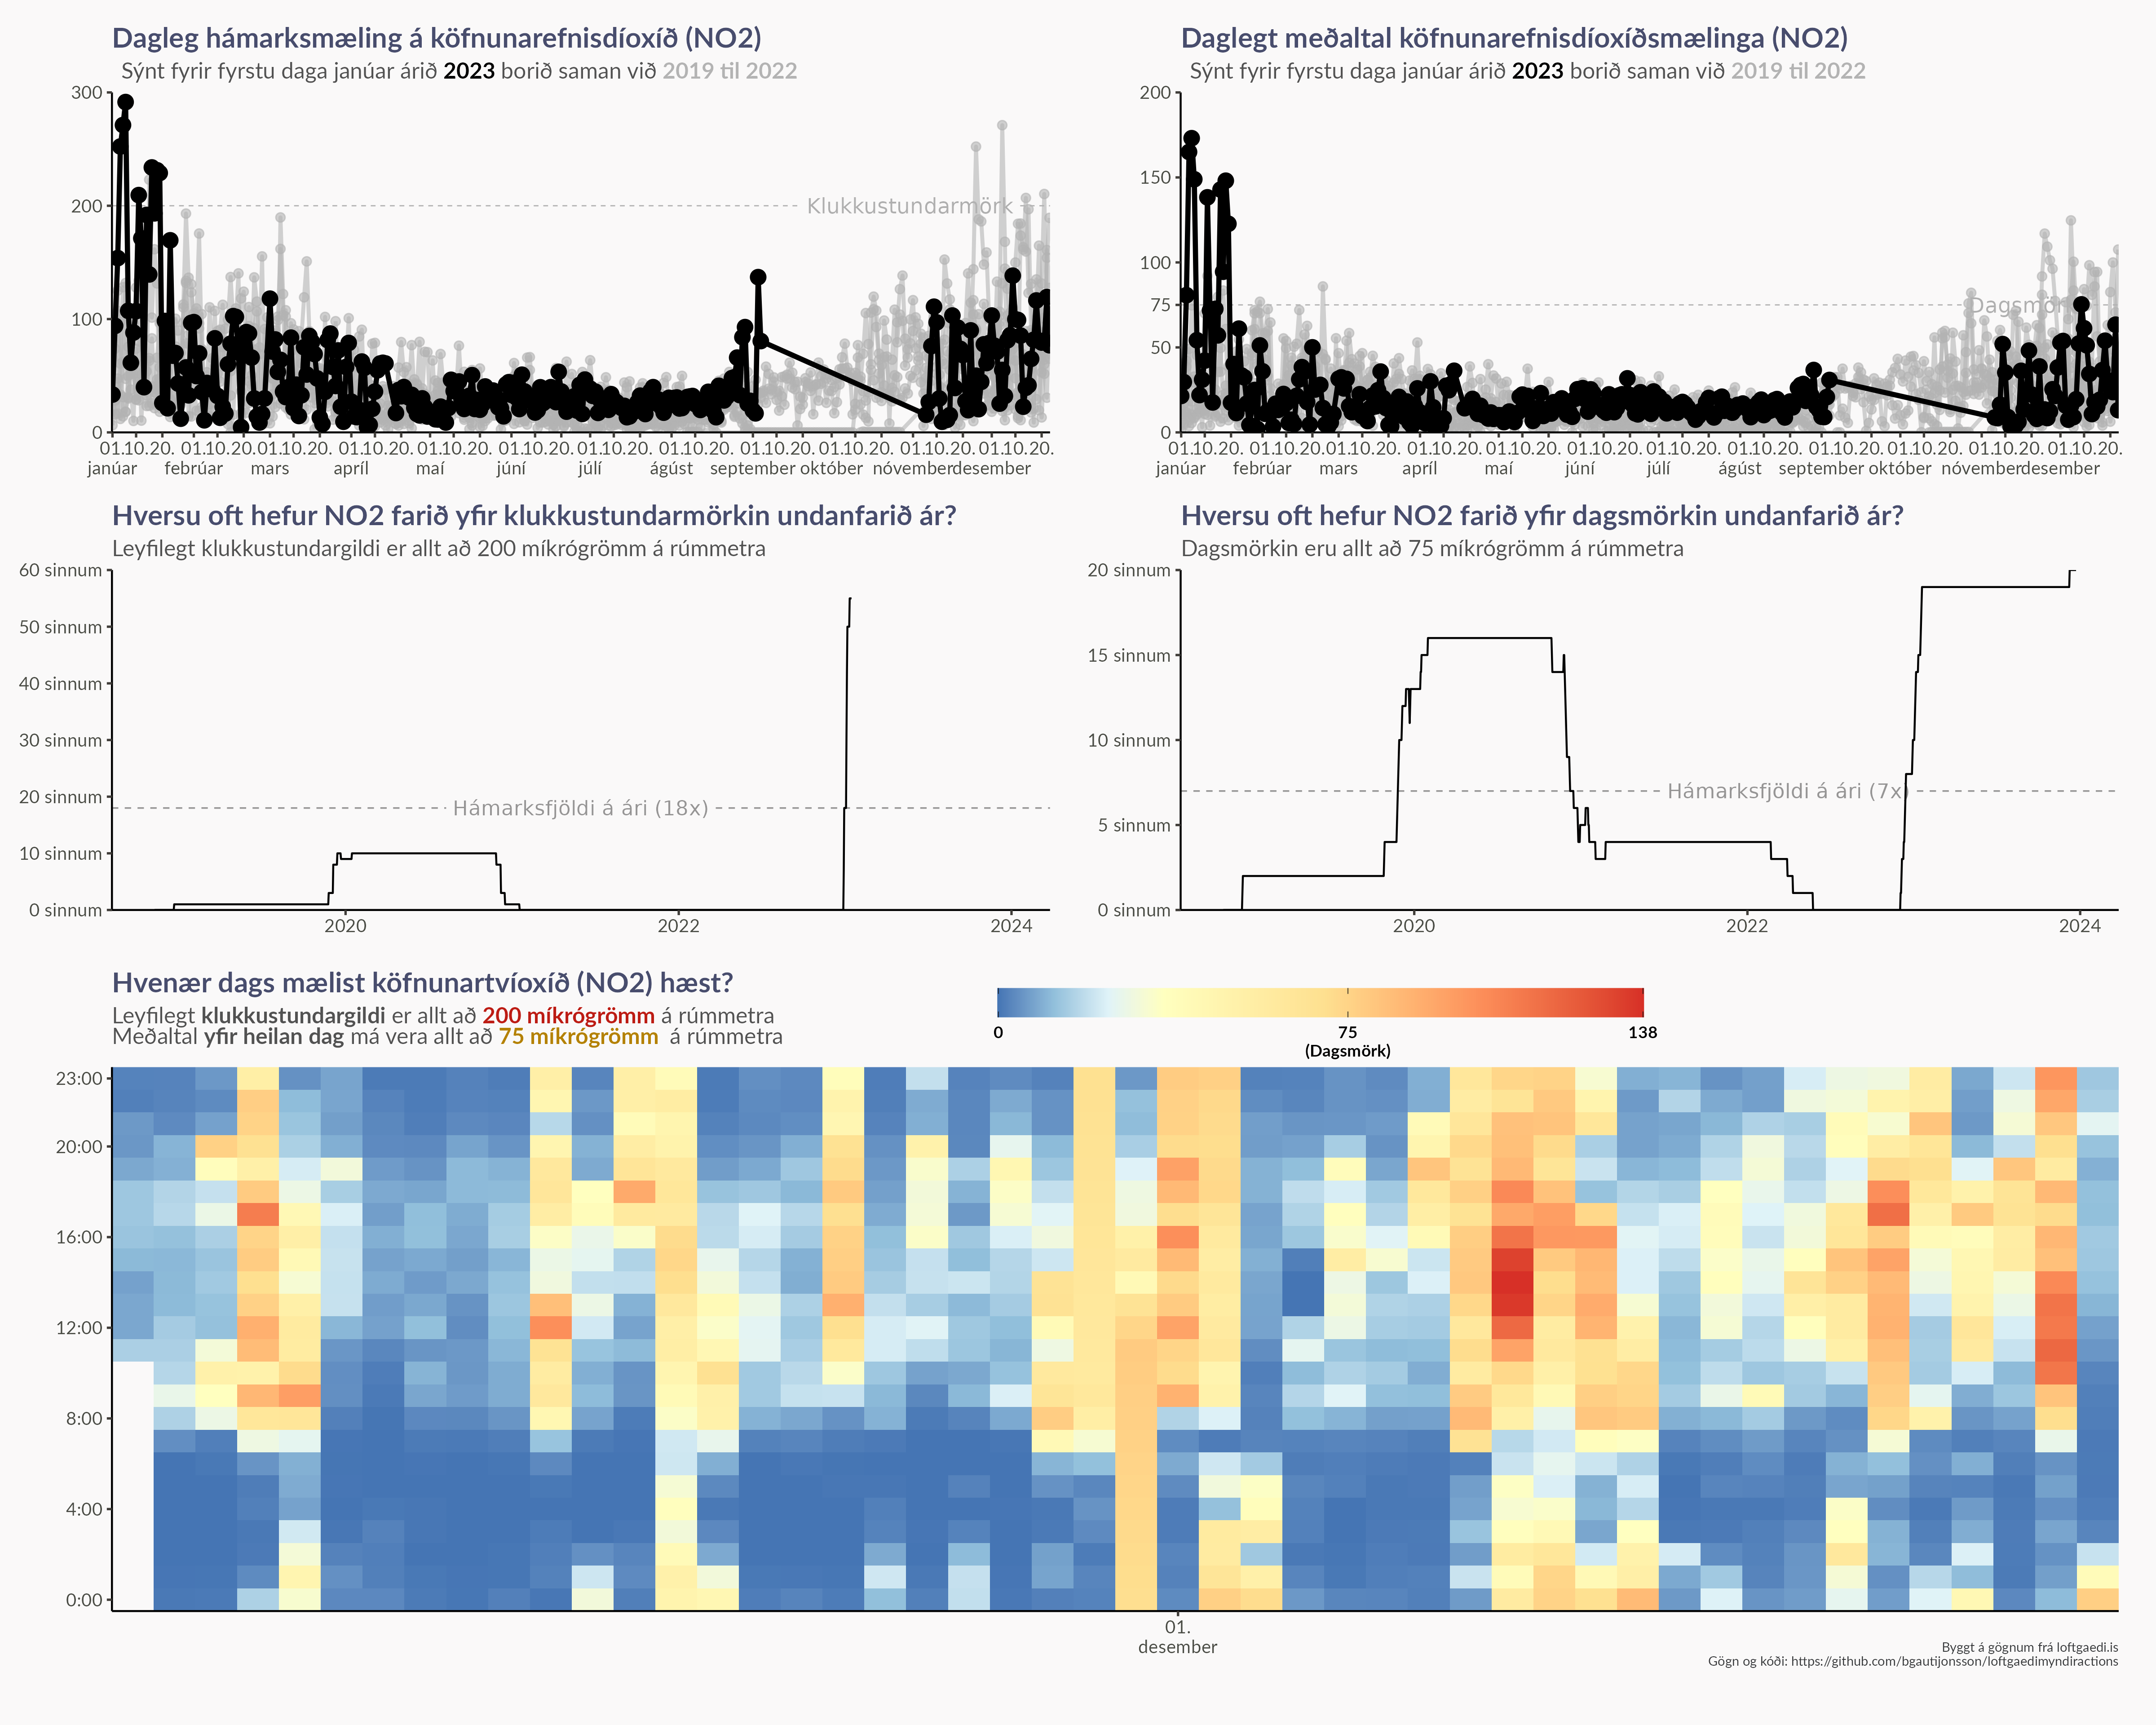 Dagleg hámarksmæling á köfnunarefnisdíoxíð (NO2)
Sýnt fyrir fyrstu daga janúar árið 2023 borið saman við 2019 til 2022
300
200
100
0
Klukkustundarmörk
01.10.20. 01.10.20. 01.10.20. 01.10.20. 01.10.20. 01.10.20. 01.10.20. 01.10.20. 01.10.20. 01.10.20. 01.10.20. 01.10.20.
janúar febrúar mars apríl maí júní júlí ágúst september október nóvember desember
Daglegt meðaltal köfnunarefnisdíoxíðsmælinga (NO2)
Sýnt fyrir fyrstu daga janúar árið 2023 borið saman við 2019 til 2022
200
150
100
75
50
0
01.10.20. 01.10.20. 01.10.20. 01.10.20. 01.10.20. 01.10.20. 01.10.20. 01.10.20. 01.10.20. 01.10.20. 01.10.20. 01.10.20.
janúar febrúar mars apríl maí júní júlí ágúst september október nóvember desember
Hversu oft hefur NO2 farið yfir klukkustundarmörkin undanfarið ár?
Leyfilegt klukkustundargildi er allt að 200 míkrógrömm á rúmmetra
60 sinnum
50 sinnum
40 sinnum
30 sinnum
20 sinnum
10 sinnum
0 sinnum
Hámarksfjöldi á ári (18x)
2020 2022 2024
Hversu oft hefur NO2 farið yfir dagsmörkin undanfarið ár?
Dagsmörkin eru allt að 75 míkrógrömm á rúmmetra
20 sinnum
15 sinnum
10 sinnum
5 sinnum
0 sinnum
Hámarksfjöldi á ári (7x)
2020 2022 2024
Hvenær dags mælist köfnunartvíoxíð (NO2) hæst?
Leyfilegt klukkustundargildi er allt að 200 míkrógrömm á rúmmetra
Meðaltal yfir heilan dag má vera allt að 75 míkrógrömm á rúmmetra
0 75 138
(Dagsmörk)
23:00
20:00
16:00
12:00
8:00
4:00
0:00
01.
desember
Byggt á gögnum frá loftgaedi.is
Gögn og kóði: https://github.com/bgautijonsson/loftgaedimyndiractions